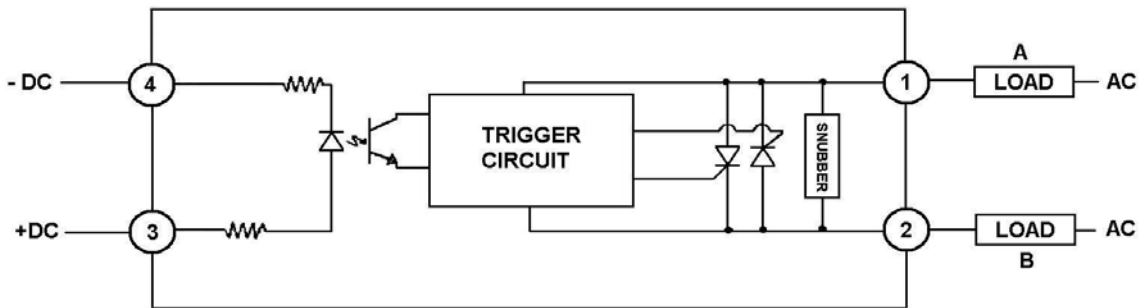 A
- DC
4
1
LOAD
AC
TRIGGER
CIRCUIT
SNUBBER
+DC
3
2
LOAD
AC
B